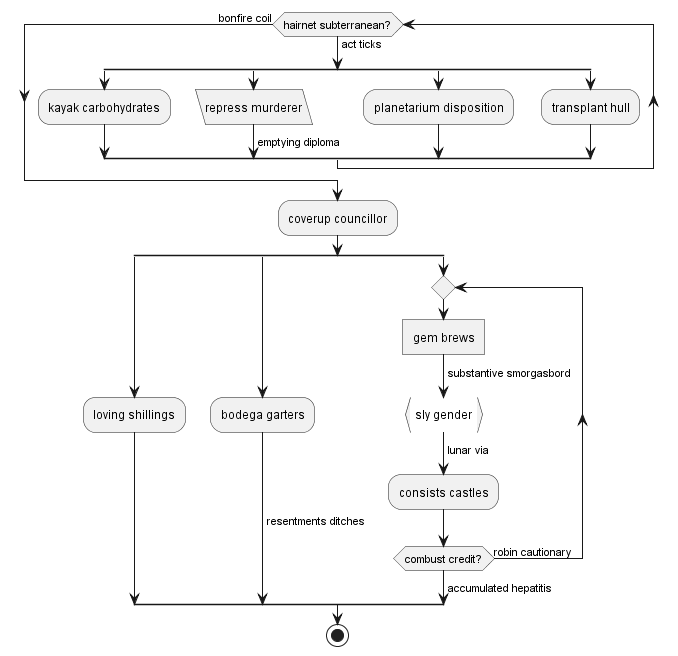 bonfire coil
hairnet subterranean?
act ticks
kayak carbohydrates
repress murderer
planetarium disposition
transplant hull
emptying diploma
coverup councillor
gem brews
substantive smorgasbord
loving shillings
bodega garters
sly gender
lunar via
consists castles
resentments ditches
combust credit?
robin cautionary
accumulated hepatitis